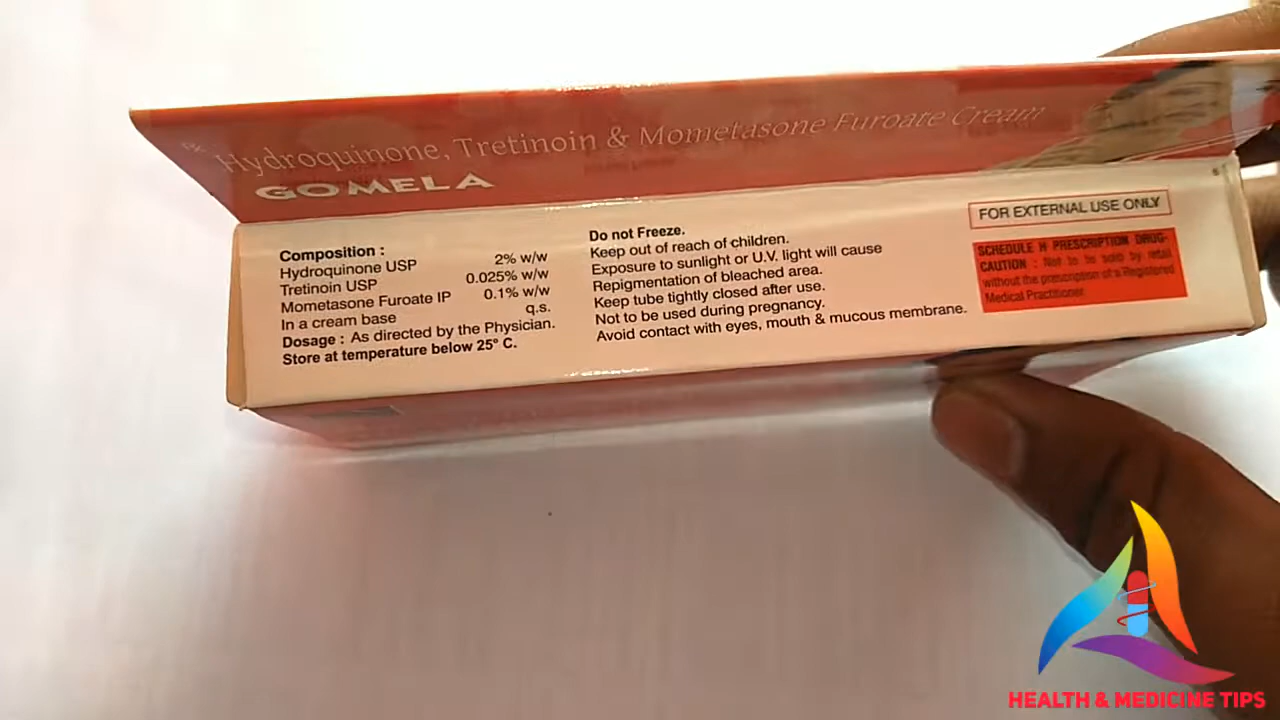 Hydroquinone, Tretinoin & Mometasone Furoate Cream
GOMELA
Composition :
Hydroquinone USP 2% w/w
Tretinoin USP 0.025% w/w
Mometasone Furoate IP 0.1% w/w
In a cream base q.s.
Dosage : As directed by the Physician.
Store at temperature below 25° C.
Do not Freeze.
Keep out of reach of children.
Exposure to sunlight or U.V. light will cause
Repigmentation of bleached area.
Keep tube tightly closed after use.
Not to be used during pregnancy.
Avoid contact with eyes, mouth & mucous membrane.
FOR EXTERNAL USE ONLY
SCHEDULE H PRESCRIPTION DRUG-
CAUTION : Not to be sold by retail
without the prescription of a Registered
Medical Practitioner
HEALTH & MEDICINE TIPS